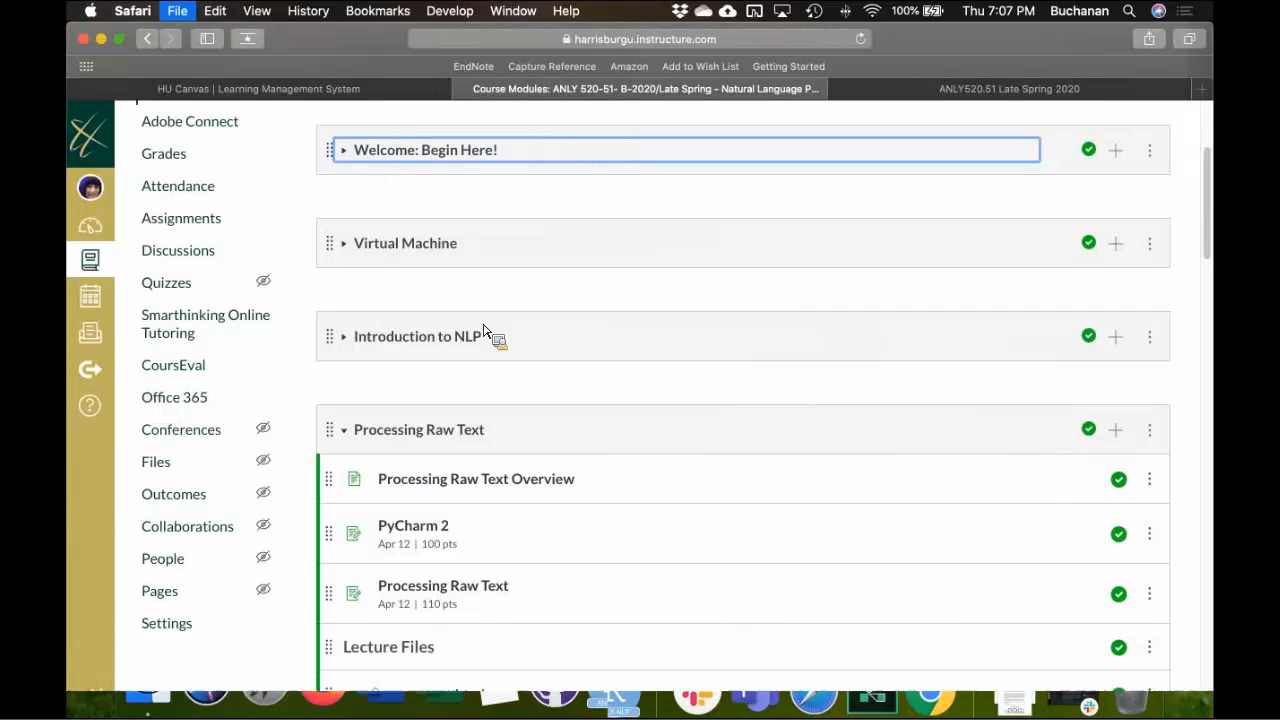 Safari File Edit View History Bookmarks Develop Window Help 100% Thu 7:07 PM Buchanan
harrisburgu.instructure.com
EndNote Capture Reference Amazon Add to Wish List Getting Started
HU Canvas | Learning Management System
Course Modules: ANLY 520-51- B-2020/Late Spring - Natural Language P...
ANLY520.51 Late Spring 2020
Adobe Connect
Grades
Attendance
Assignments
Discussions
Quizzes
Smarthinking Online
Tutoring
CoursEval
Office 365
Conferences
Files
Outcomes
Collaborations
People
Pages
Settings
Welcome: Begin Here!
Virtual Machine
Introduction to NLP
Processing Raw Text
Processing Raw Text Overview
PyCharm 2
Apr 12 | 100 pts
Processing Raw Text
Apr 12 | 110 pts
Lecture Files